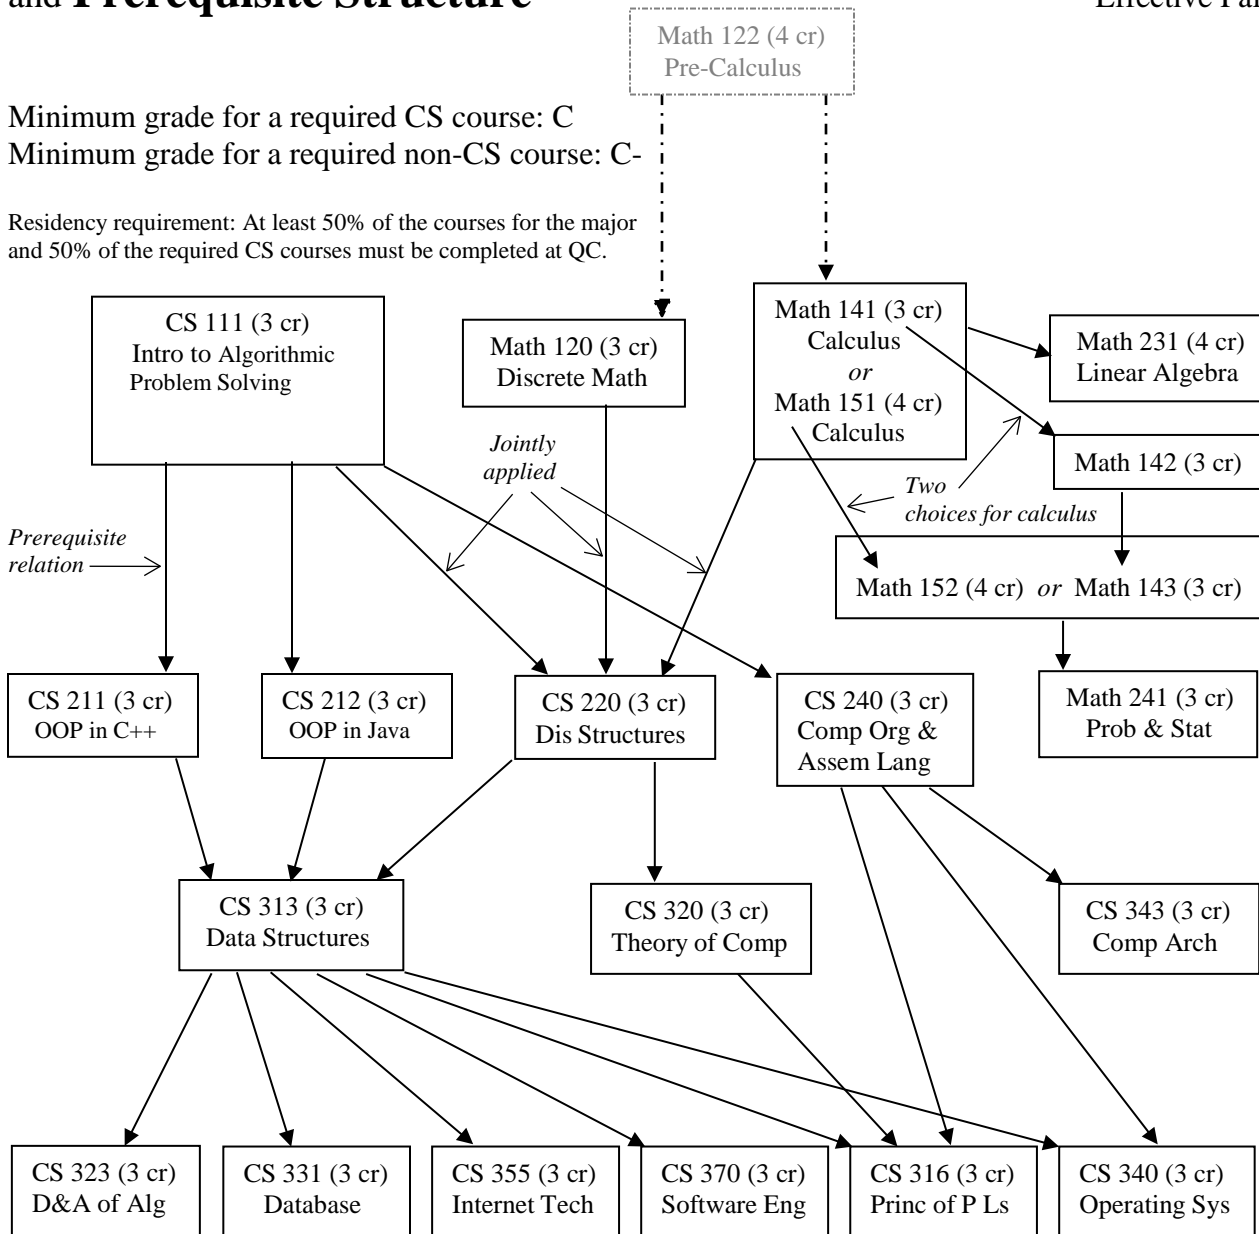 and Prerequisite Structure
Effective Fal
Math 122 (4 cr)
Pre-Calculus
Minimum grade for a required CS course: C
Minimum grade for a required non-CS course: C-
Residency requirement: At least 50% of the courses for the major
and 50% of the required CS courses must be completed at QC.
CS 111 (3 cr)
Intro to Algorithmic
Problem Solving
Math 120 (3 cr)
Discrete Math
Math 141 (3 cr)
Calculus
or
Math 151 (4 cr)
Calculus
Math 231 (4 cr)
Linear Algebra
Jointly
applied
Math 142 (3 cr)
Two
choices for calculus
Prerequisite
relation
Math 152 (4 cr) or Math 143 (3 cr)
CS 211 (3 cr)
OOP in C++
CS 212 (3 cr)
OOP in Java
CS 220 (3 cr)
Dis Structures
CS 240 (3 cr)
Comp Org &
Assem Lang
Math 241 (3 cr)
Prob & Stat
CS 313 (3 cr)
Data Structures
CS 320 (3 cr)
Theory of Comp
CS 343 (3 cr)
Comp Arch
CS 323 (3 cr)
D&A of Alg
CS 331 (3 cr)
Database
CS 355 (3 cr)
Internet Tech
CS 370 (3 cr)
Software Eng
CS 316 (3 cr)
Princ of P Ls
CS 340 (3 cr)
Operating Sys